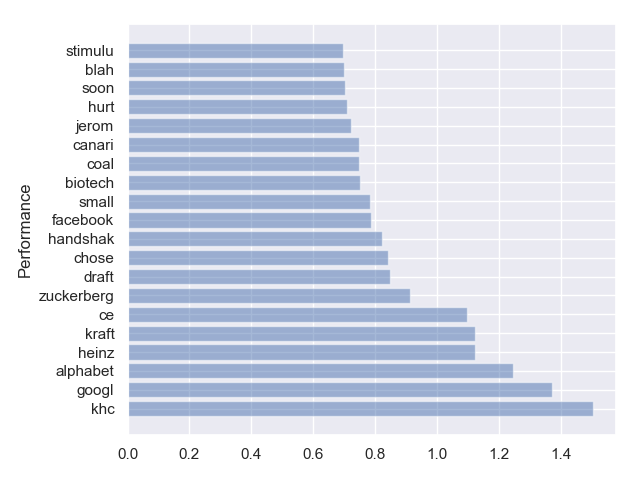 stimulu
blah
soon
hurt
jerom
canari
coal
biotech
small
facebook
handshak
chose
draft
zuckerberg
ce
kraft
heinz
alphabet
googl
khc
Performance
0.0 0.2 0.4 0.6 0.8 1.0 1.2 1.4